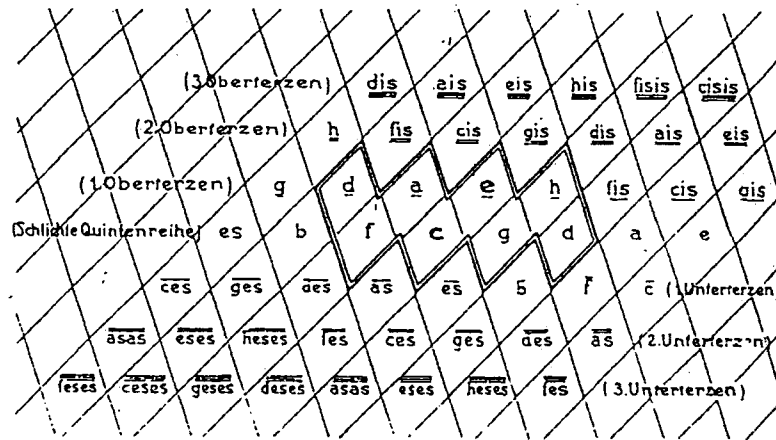 (3.Oberterzen) dis ais eis his fisis cisis
(2.Oberterzen) h fis cis gis dis ais eis
(1.Oberterzen) g d a e h fis cis gis
(Schlichte Quintenreihe) es b f c g d a e
ces ges des as es b f c (1.Unterterzen)
asas eses heses fes ces ges des as (2.Unterterzen)
feses ceses geses deses asas eses heses fes (3.Unterterzen)